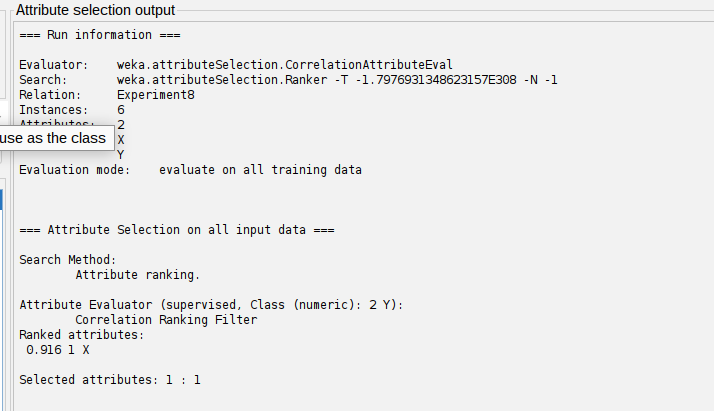 Attribute selection output
=== Run information ===
Evaluator:    weka.attributeSelection.CorrelationAttributeEval
Search:       weka.attributeSelection.Ranker -T -1.7976931348623157E308 -N -1
Relation:     Experiment8
Instances:    6
Attributes:   2
use as the class
X
Y
Evaluation mode:    evaluate on all training data
=== Attribute Selection on all input data ===
Search Method:
Attribute ranking.
Attribute Evaluator (supervised, Class (numeric): 2 Y):
Correlation Ranking Filter
Ranked attributes:
0.916 1 X
Selected attributes: 1 : 1